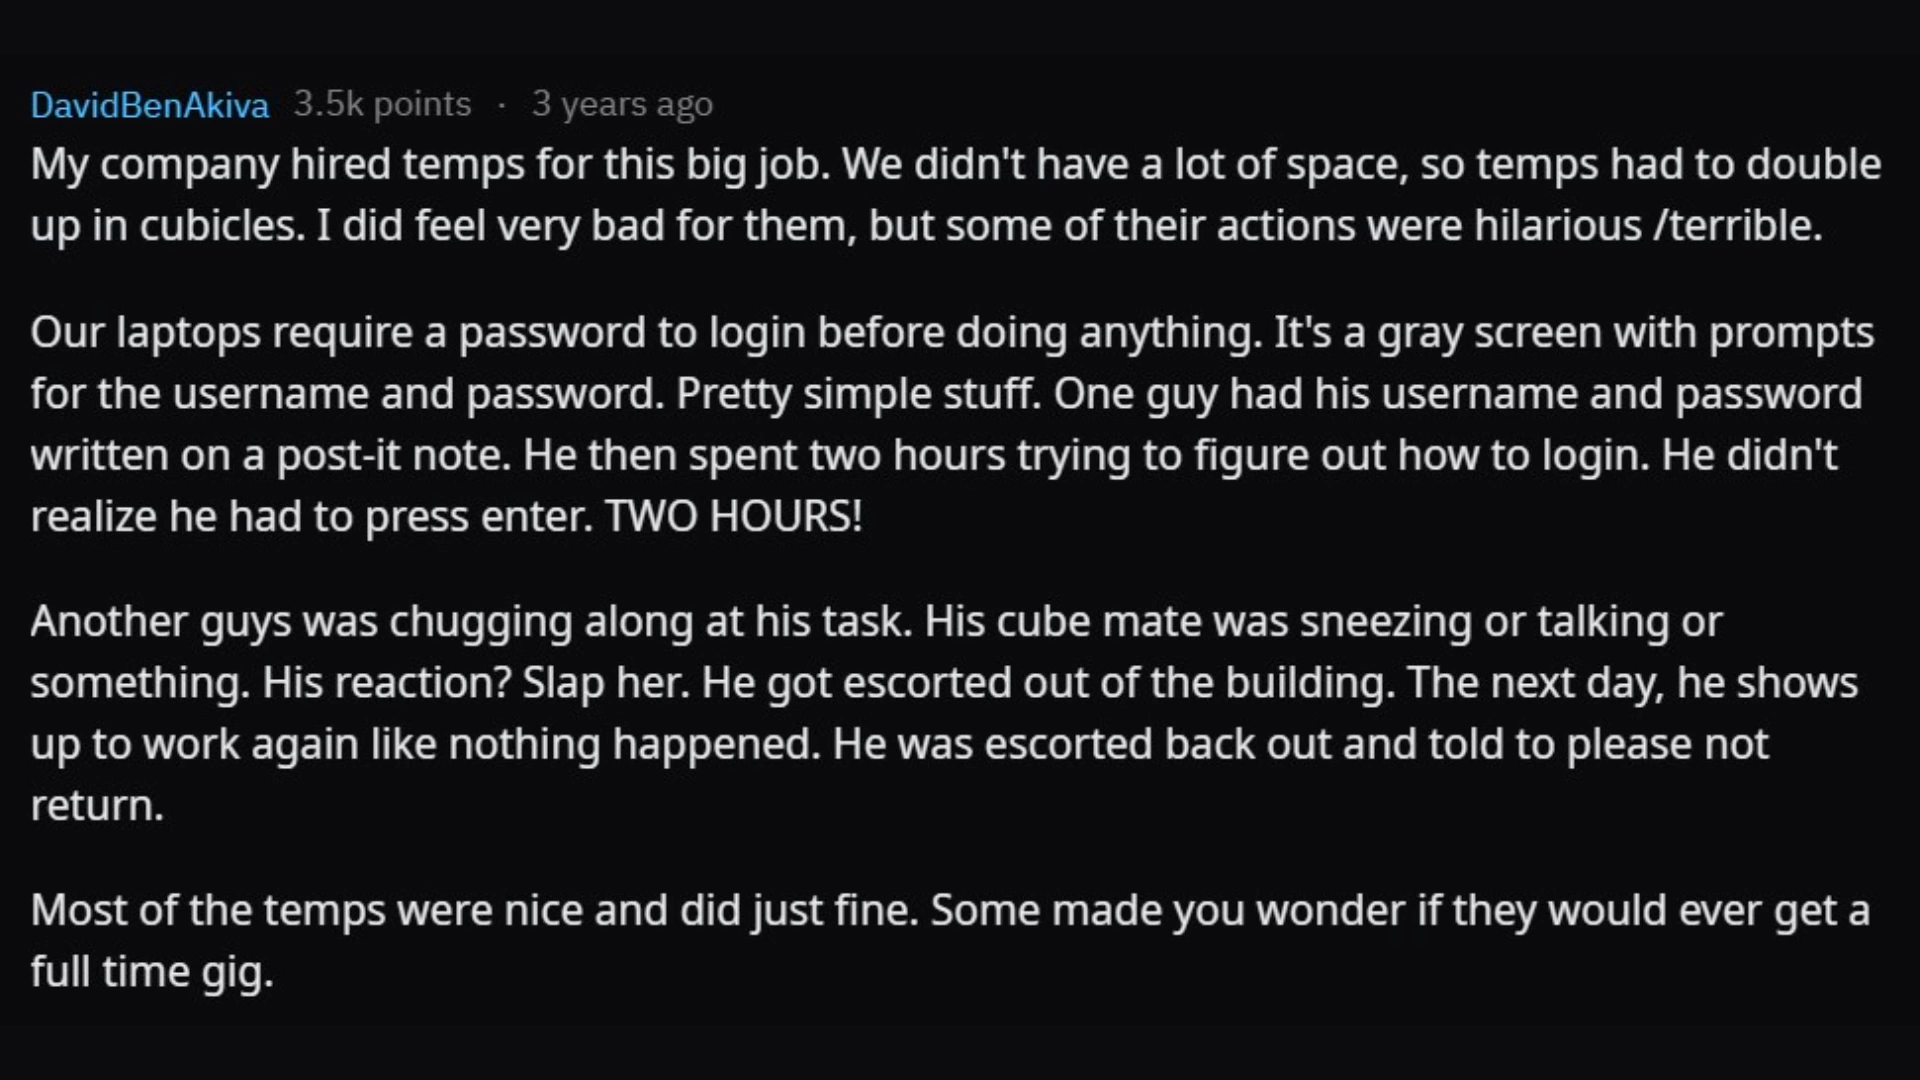 DavidBenAkiva 3.5k points · 3 years ago
My company hired temps for this big job. We didn't have a lot of space, so temps had to double
up in cubicles. I did feel very bad for them, but some of their actions were hilarious /terrible.
Our laptops require a password to login before doing anything. It's a gray screen with prompts
for the username and password. Pretty simple stuff. One guy had his username and password
written on a post-it note. He then spent two hours trying to figure out how to login. He didn't
realize he had to press enter. TWO HOURS!
Another guys was chugging along at his task. His cube mate was sneezing or talking or
something. His reaction? Slap her. He got escorted out of the building. The next day, he shows
up to work again like nothing happened. He was escorted back out and told to please not
return.
Most of the temps were nice and did just fine. Some made you wonder if they would ever get a
full time gig.